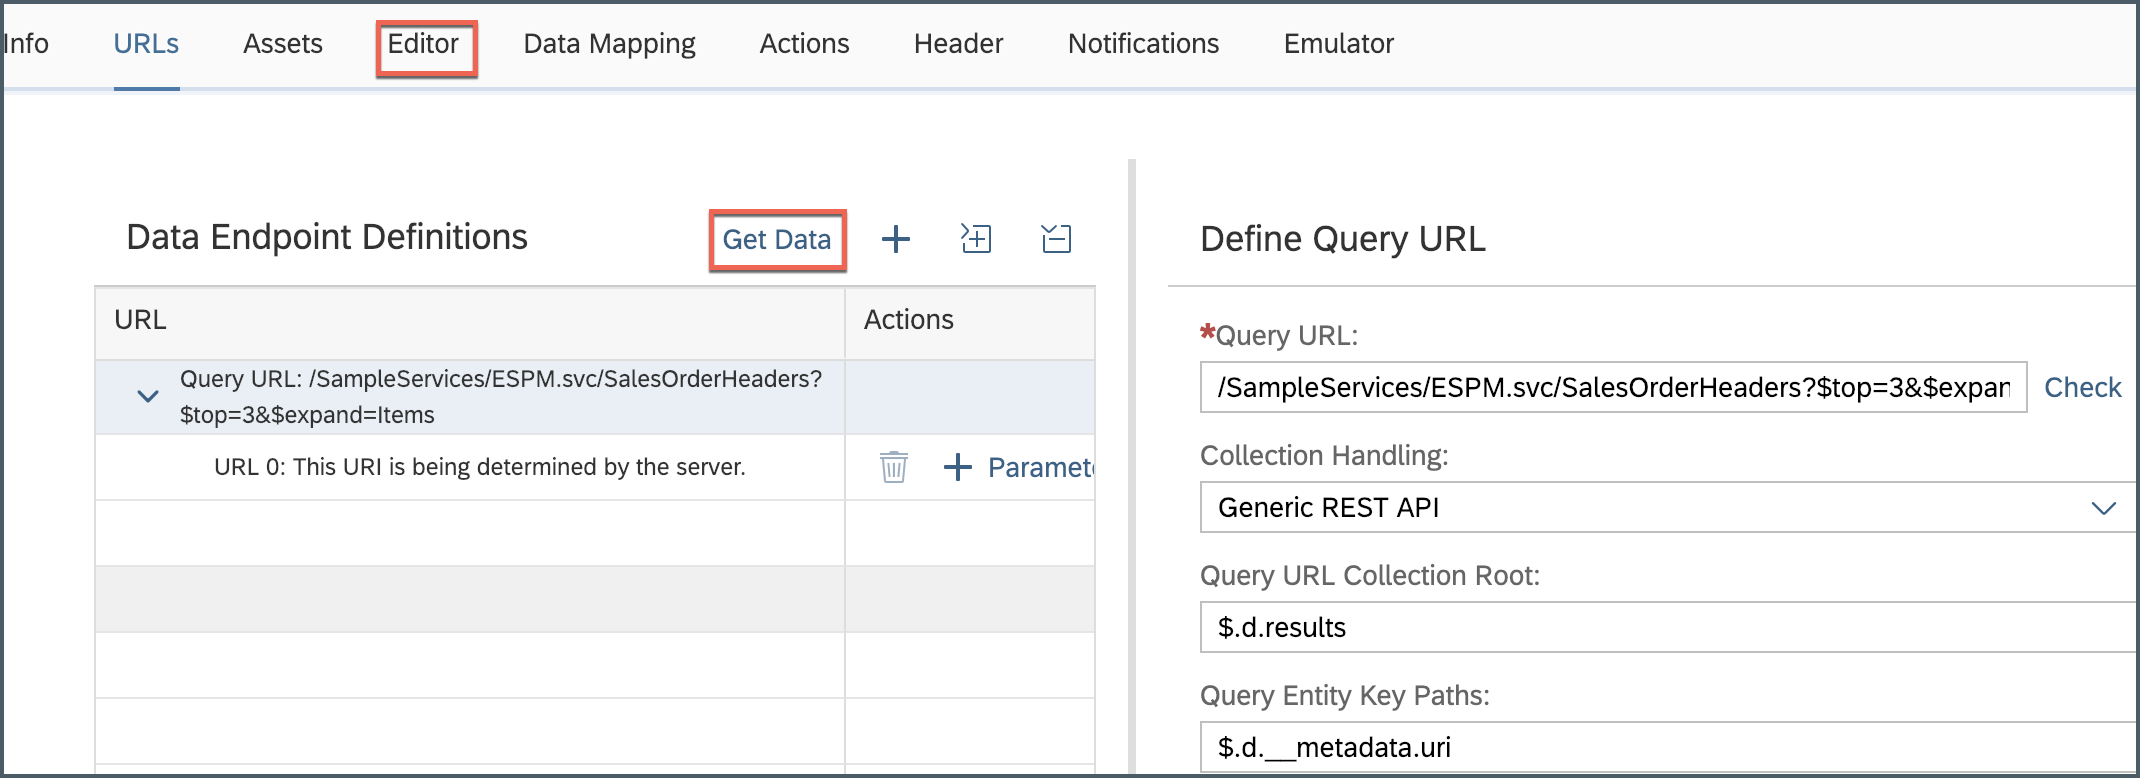 Info URLs Assets Editor Data Mapping Actions Header Notifications Emulator
Data Endpoint Definitions Get Data
URL Actions
Query URL: /SampleServices/ESPM.svc/SalesOrderHeaders?
$top=3&$expand=Items
URL 0: This URI is being determined by the server. Paramete
Define Query URL
*Query URL:
/SampleServices/ESPM.svc/SalesOrderHeaders?$top=3&$expan Check
Collection Handling:
Generic REST API
Query URL Collection Root:
$.d.results
Query Entity Key Paths:
$.d.__metadata.uri